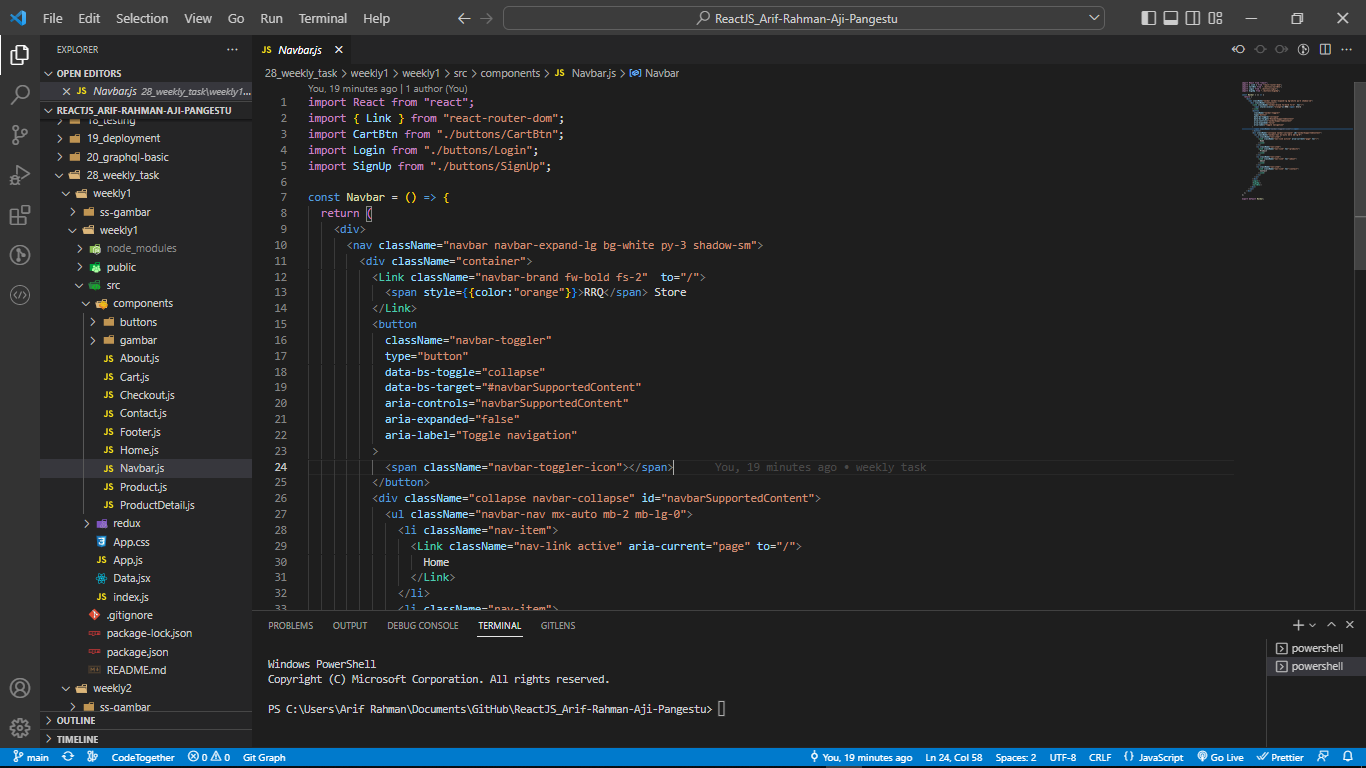 File Edit Selection View Go Run Terminal Help
ReactJS_Arif-Rahman-Aji-Pangestu
EXPLORER
OPEN EDITORS
JS Navbar.js 28_weekly_task\weekly1...
REACTJS_ARIF-RAHMAN-AJI-PANGESTU
18_testing
19_deployment
20_graphql-basic
28_weekly_task
weekly1
ss-gambar
weekly1
node_modules
public
src
components
buttons
gambar
JS About.js
JS Cart.js
JS Checkout.js
JS Contact.js
JS Footer.js
JS Home.js
JS Navbar.js
JS Product.js
JS ProductDetail.js
redux
App.css
JS App.js
Data.jsx
JS index.js
.gitignore
package-lock.json
package.json
README.md
weekly2
ss-gambar
OUTLINE
TIMELINE
JS Navbar.js
28_weekly_task > weekly1 > weekly1 > src > components > JS Navbar.js > Navbar
You, 19 minutes ago | 1 author (You)
1 import React from "react";
2 import { Link } from "react-router-dom";
3 import CartBtn from "./buttons/CartBtn";
4 import Login from "./buttons/Login";
5 import SignUp from "./buttons/SignUp";
6
7 const Navbar = () => {
8 return (
9 <div>
10 <nav className="navbar navbar-expand-lg bg-white py-3 shadow-sm">
11 <div className="container">
12 <Link className="navbar-brand fw-bold fs-2"  to="/">
13 <span style={{color:"orange"}}>RRQ</span> Store
14 </Link>
15 <button
16 className="navbar-toggler"
17 type="button"
18 data-bs-toggle="collapse"
19 data-bs-target="#navbarSupportedContent"
20 aria-controls="navbarSupportedContent"
21 aria-expanded="false"
22 aria-label="Toggle navigation"
23 >
24 <span className="navbar-toggler-icon"></span> You, 19 minutes ago • weekly task
25 </button>
26 <div className="collapse navbar-collapse" id="navbarSupportedContent">
27 <ul className="navbar-nav mx-auto mb-2 mb-lg-0">
28 <li className="nav-item">
29 <Link className="nav-link active" aria-current="page" to="/">
30 Home
31 </Link>
32 </li>
33 <li className="nav-item">
PROBLEMS OUTPUT DEBUG CONSOLE TERMINAL GITLENS
Windows PowerShell
Copyright (C) Microsoft Corporation. All rights reserved.
PS C:\Users\Arif Rahman\Documents\GitHub\ReactJS_Arif-Rahman-Aji-Pangestu>
powershell
powershell
main CodeTogether 0 0 Git Graph You, 19 minutes ago Ln 24, Col 58 Spaces: 2 UTF-8 CRLF {} JavaScript Go Live Prettier